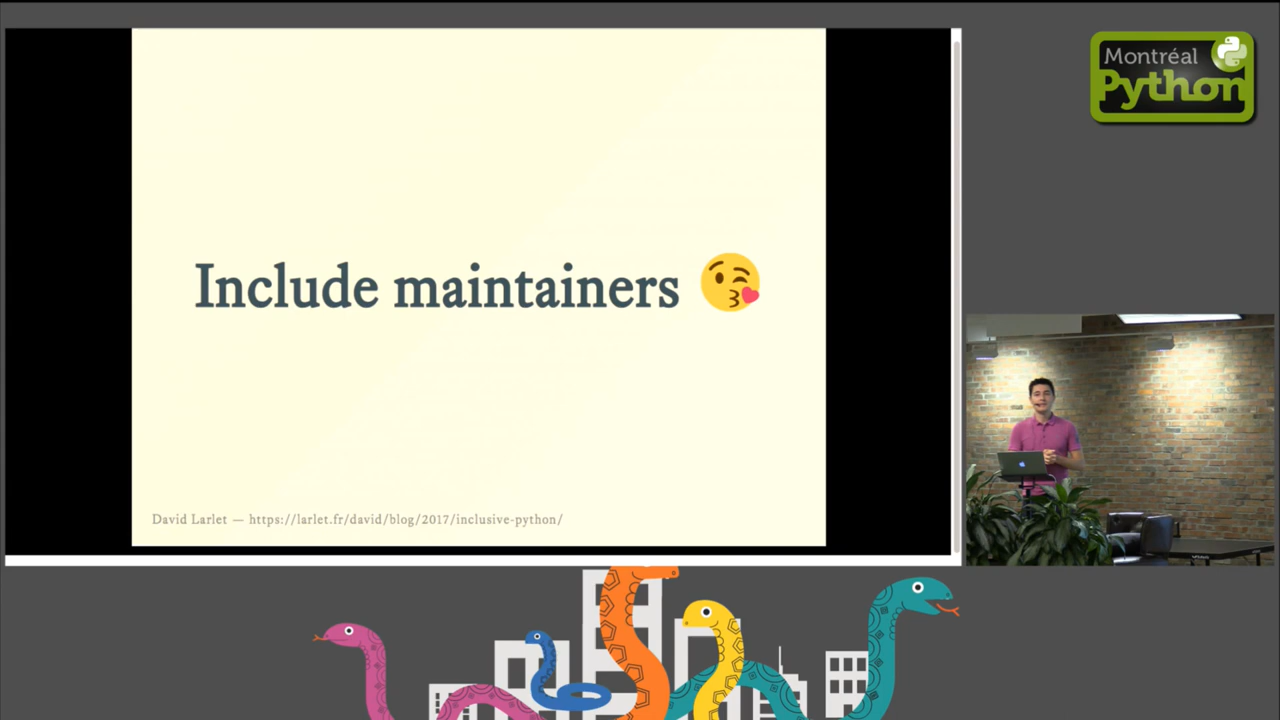 Include maintainers 😘
David Larlet — https://larlet.fr/david/blog/2017/inclusive-python/
Montréal
Python